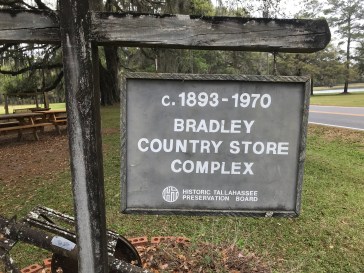 c. 1893-1970
BRADLEY
COUNTRY STORE
COMPLEX
HISTORIC TALLAHASSEE
PRESERVATION BOARD